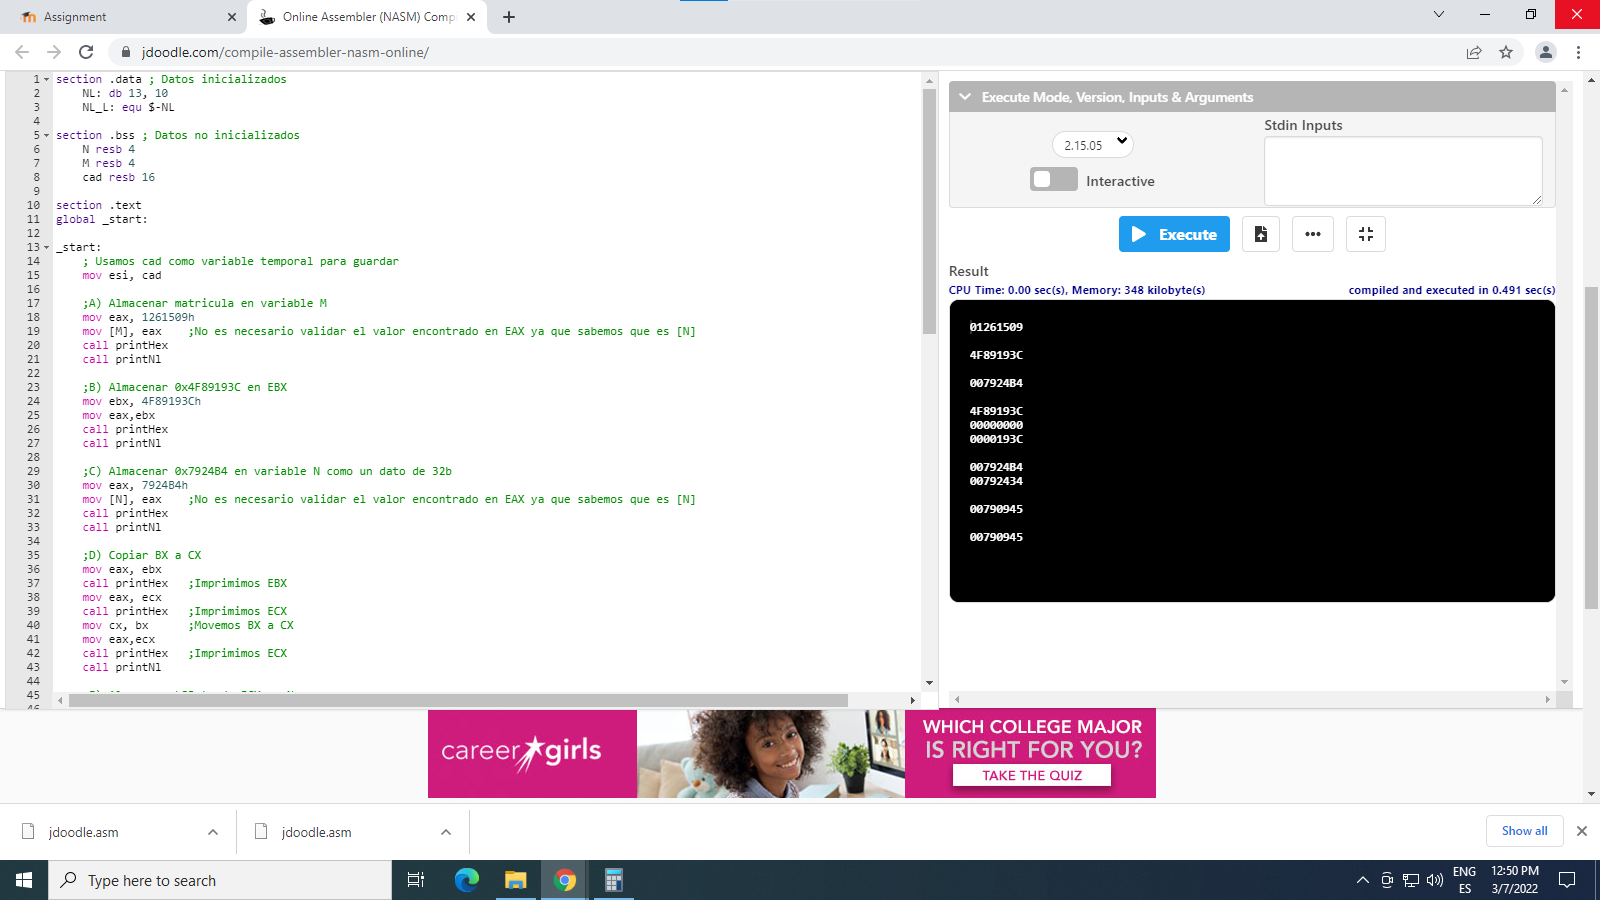 Assignment
Online Assembler (NASM) Comp
jdoodle.com/compile-assembler-nasm-online/
1 section .data ; Datos inicializados
2 NL: db 13, 10
3 NL_L: equ $-NL
4
5 section .bss ; Datos no inicializados
6 N resb 4
7 M resb 4
8 cad resb 16
9
10 section .text
11 global _start:
12
13 _start:
14 ; Usamos cad como variable temporal para guardar
15 mov esi, cad
16
17 ;A) Almacenar matricula en variable M
18 mov eax, 1261509h
19 mov [M], eax ;No es necesario validar el valor encontrado en EAX ya que sabemos que es [N]
20 call printHex
21 call printNl
22
23 ;B) Almacenar 0x4F89193C en EBX
24 mov ebx, 4F89193Ch
25 mov eax,ebx
26 call printHex
27 call printNl
28
29 ;C) Almacenar 0x7924B4 en variable N como un dato de 32b
30 mov eax, 7924B4h
31 mov [N], eax ;No es necesario validar el valor encontrado en EAX ya que sabemos que es [N]
32 call printHex
33 call printNl
34
35 ;D) Copiar BX a CX
36 mov eax, ebx
37 call printHex ;Imprimimos EBX
38 mov eax, ecx
39 call printHex ;Imprimimos ECX
40 mov cx, bx ;Movemos BX a CX
41 mov eax,ecx
42 call printHex ;Imprimimos ECX
43 call printNl
44
45
Execute Mode, Version, Inputs & Arguments
2.15.05
Interactive
Stdin Inputs
Execute
Result
CPU Time: 0.00 sec(s), Memory: 348 kilobyte(s)
compiled and executed in 0.491 sec(s)
01261509
4F89193C
007924B4
4F89193C
00000000
0000193C
007924B4
00792434
00790945
00790945
career girls
WHICH COLLEGE MAJOR
IS RIGHT FOR YOU?
TAKE THE QUIZ
jdoodle.asm
jdoodle.asm
Show all
Type here to search
ENG
ES
12:50 PM
3/7/2022